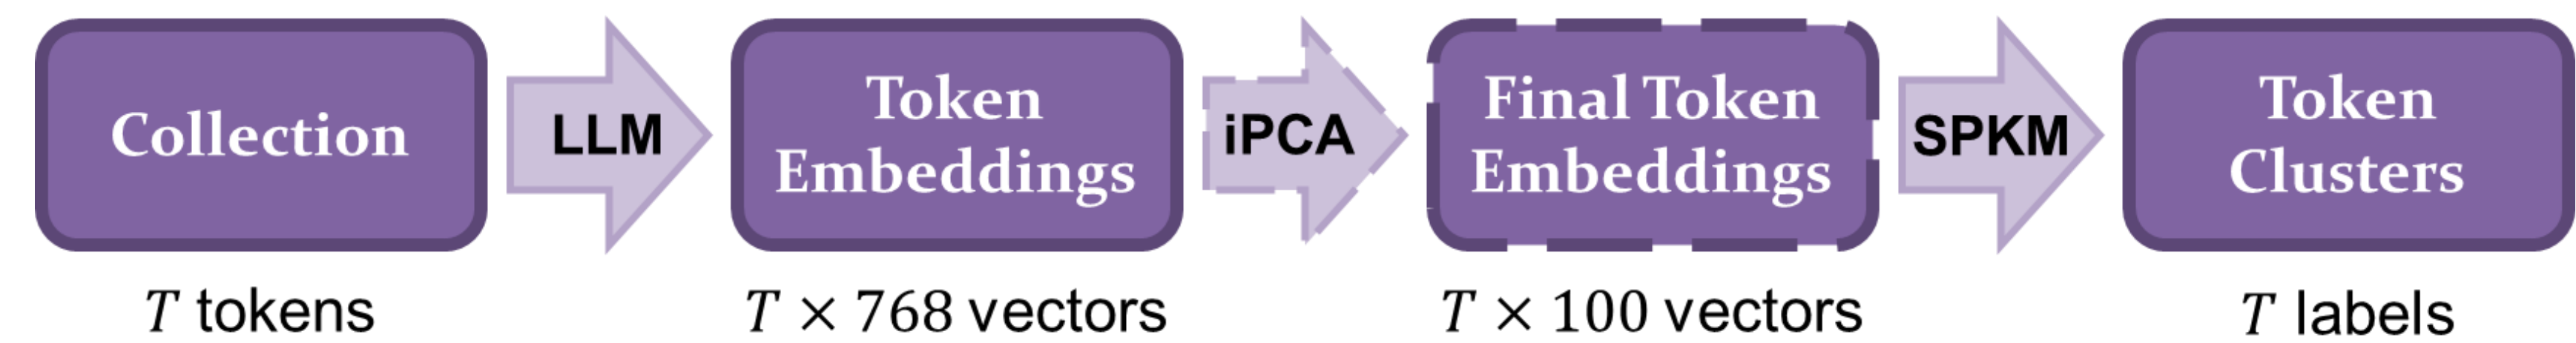 Collection
LLM
Token
Embeddings
iPCA
Final Token
Embeddings
SPKM
Token
Clusters
T tokens
T × 768 vectors
T × 100 vectors
T labels